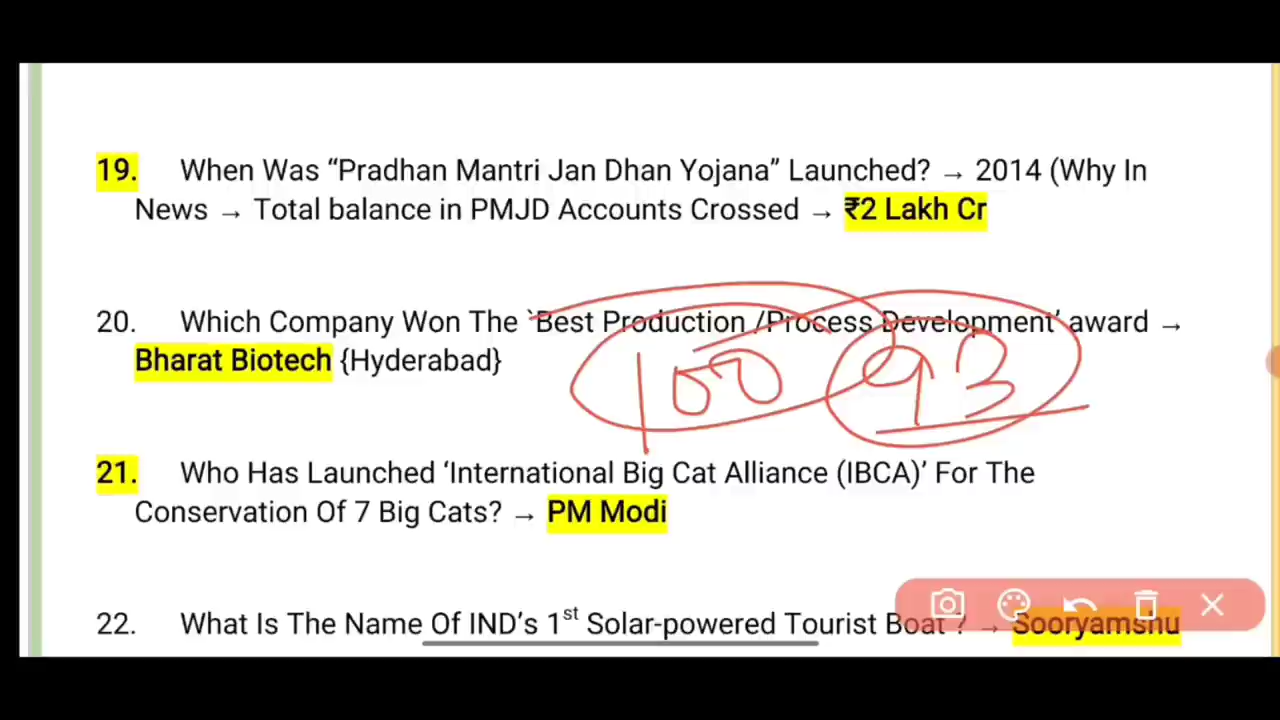 19. When Was “Pradhan Mantri Jan Dhan Yojana” Launched? → 2014 (Why In
News → Total balance in PMJD Accounts Crossed → ₹2 Lakh Cr
20. Which Company Won The `Best Production /Process Development’ award →
Bharat Biotech {Hyderabad}
100 93
21. Who Has Launched ‘International Big Cat Alliance (IBCA)’ For The
Conservation Of 7 Big Cats? → PM Modi
22. What Is The Name Of IND’s 1st Solar-powered Tourist Boat ? → Sooryamshu